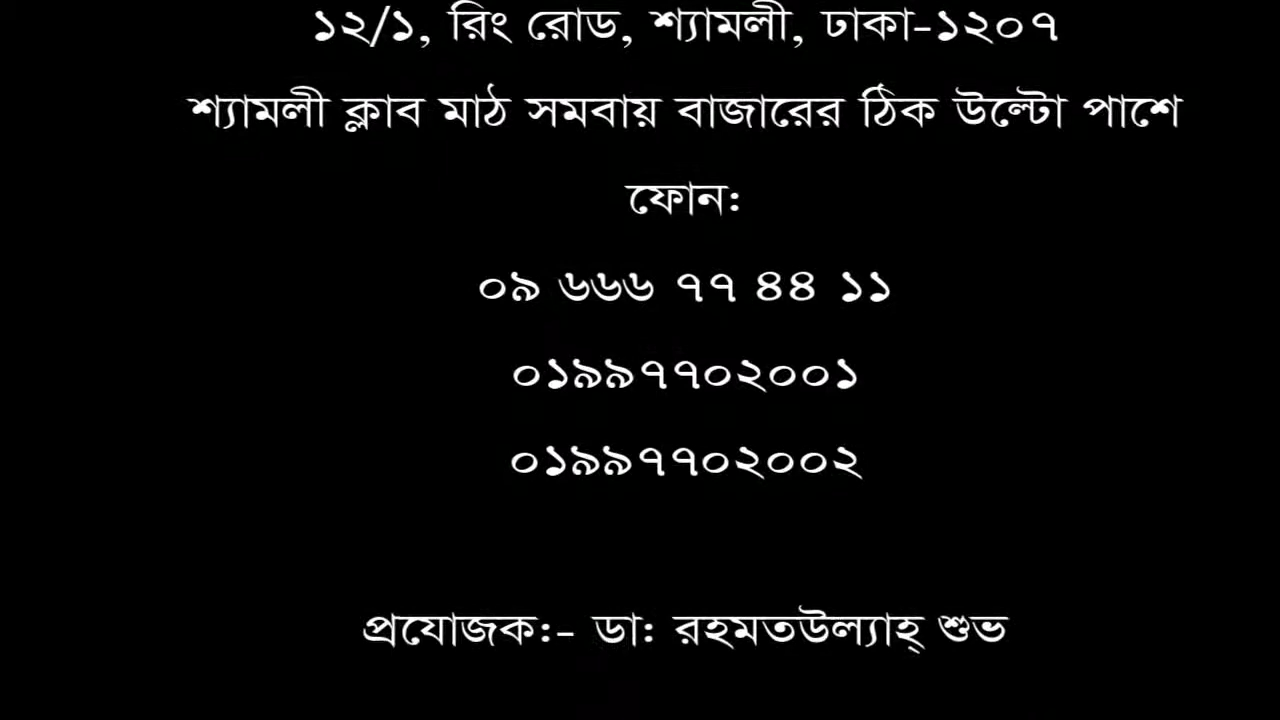 ১২/১, রিং রোড, শ্যামলী, ঢাকা-১২০৭
শ্যামলী ক্লাব মাঠ সমবায় বাজারের ঠিক উল্টো পাশে
ফোন:
০৯ ৬৬৬ ৭৭ ৪৪ ১১
০১৯৯৭৭০২০০১
০১৯৯৭৭০২০০২
প্রযোজক:- ডা: রহমতউল্যাহ্ শুভ